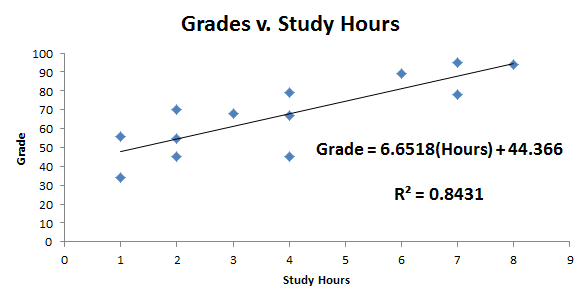 Grades v. Study Hours
100
90
80
70
60
50
40
30
20
10
0
Grade
Grade = 6.6518(Hours) + 44.366
R² = 0.8431
0 1 2 3 4 5 6 7 8 9
Study Hours